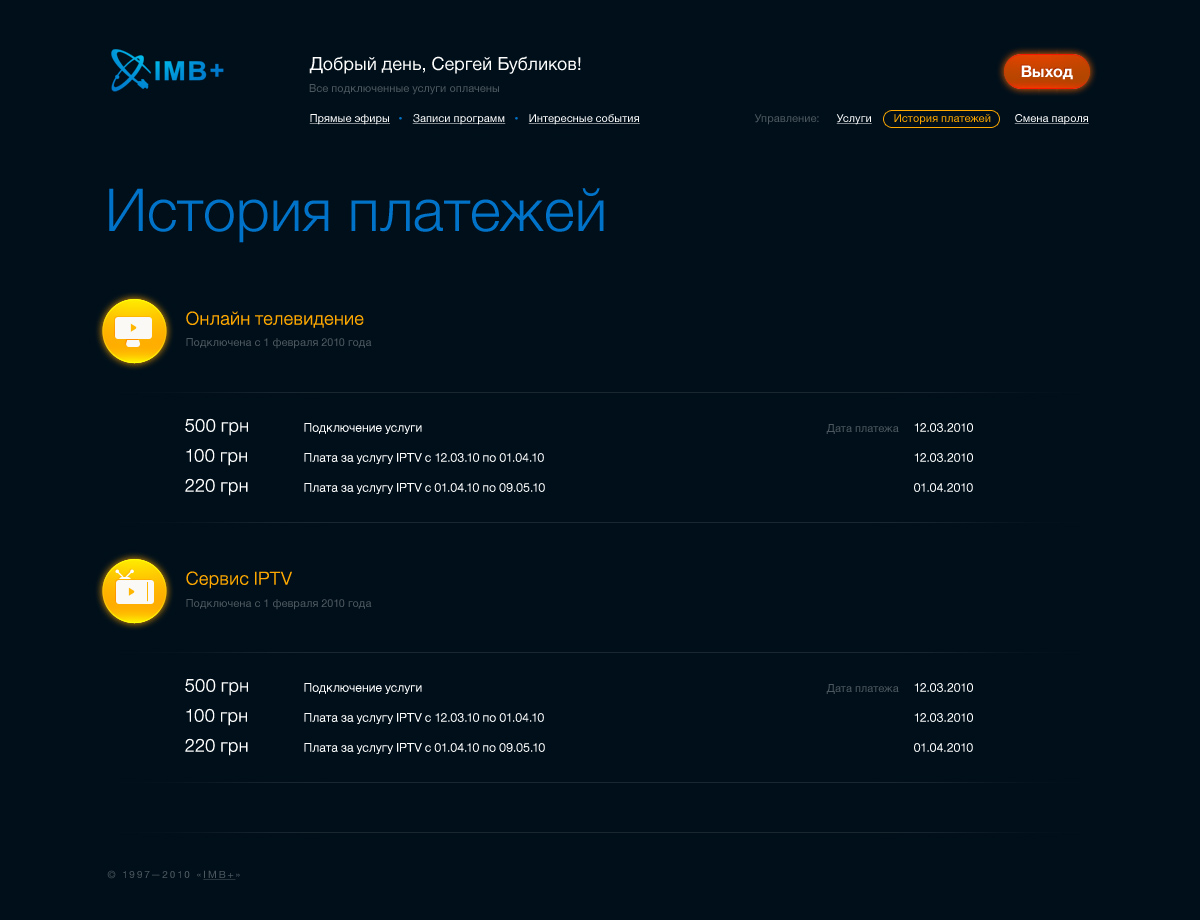 IMB+
Добрый день, Сергей Бубликов!
Выход
Все подключенные услуги оплачены
Прямые эфиры • Записи программ • Интересные события
Управление: Услуги История платежей Смена пароля
История платежей
Онлайн телевидение
Подключена с 1 февраля 2010 года
500 грн Подключение услуги Дата платежа 12.03.2010
100 грн Плата за услугу IPTV с 12.03.10 по 01.04.10 12.03.2010
220 грн Плата за услугу IPTV с 01.04.10 по 09.05.10 01.04.2010
Сервис IPTV
Подключена с 1 февраля 2010 года
500 грн Подключение услуги Дата платежа 12.03.2010
100 грн Плата за услугу IPTV с 12.03.10 по 01.04.10 12.03.2010
220 грн Плата за услугу IPTV с 01.04.10 по 09.05.10 01.04.2010
© 1997—2010 «IMB+»